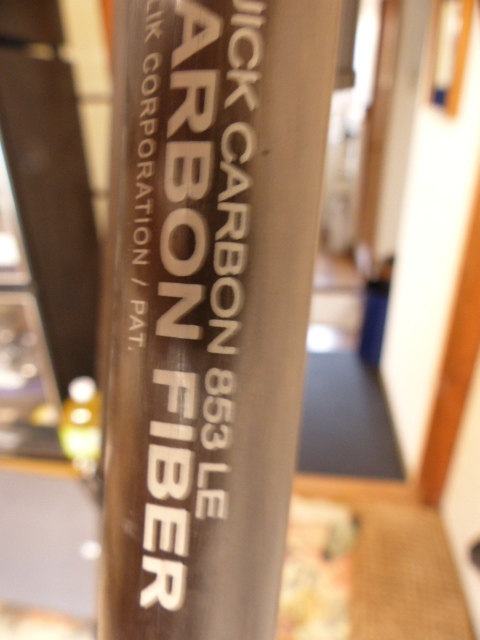 UICK CARBON 853 LE
ARBON FIBER
LIK CORPORATION / PAT.